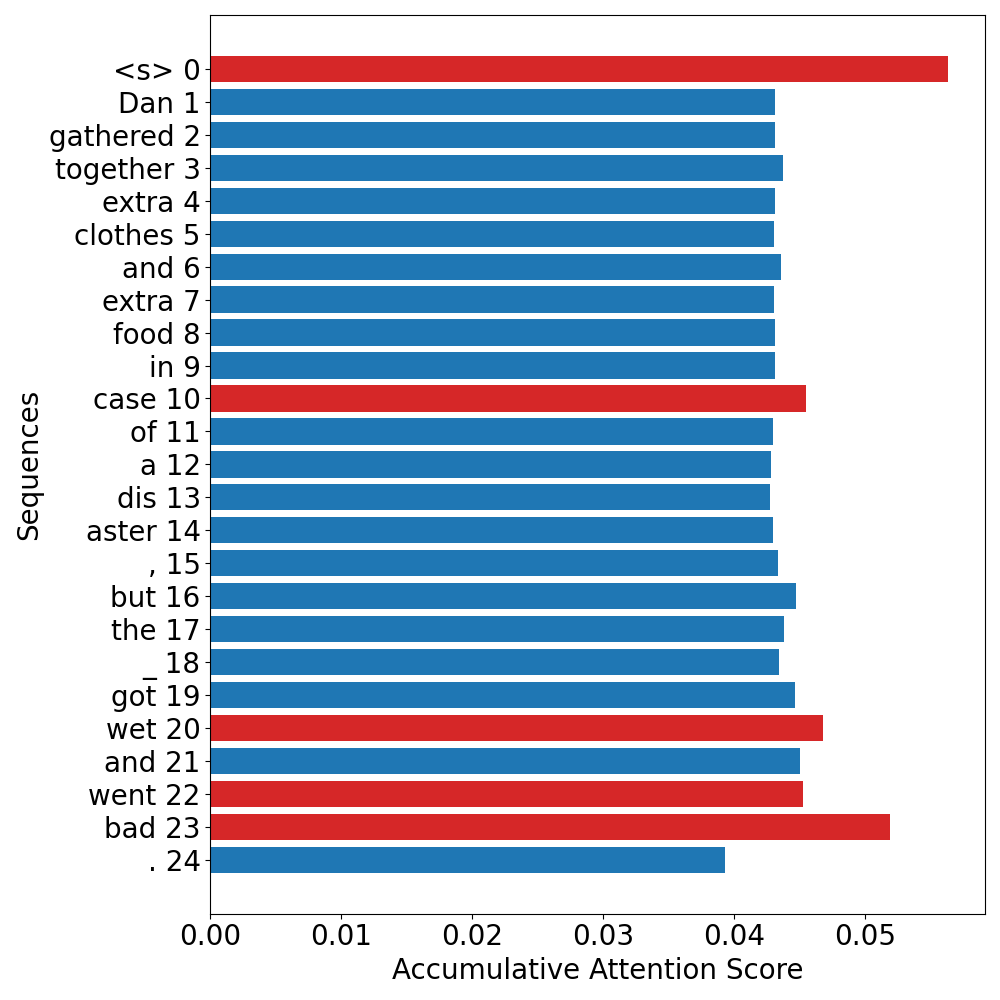 <s> 0
Dan 1
gathered 2
together 3
extra 4
clothes 5
and 6
extra 7
food 8
in 9
case 10
of 11
a 12
dis 13
aster 14
, 15
but 16
the 17
_ 18
got 19
wet 20
and 21
went 22
bad 23
. 24
Sequences
0.00 0.01 0.02 0.03 0.04 0.05
Accumulative Attention Score